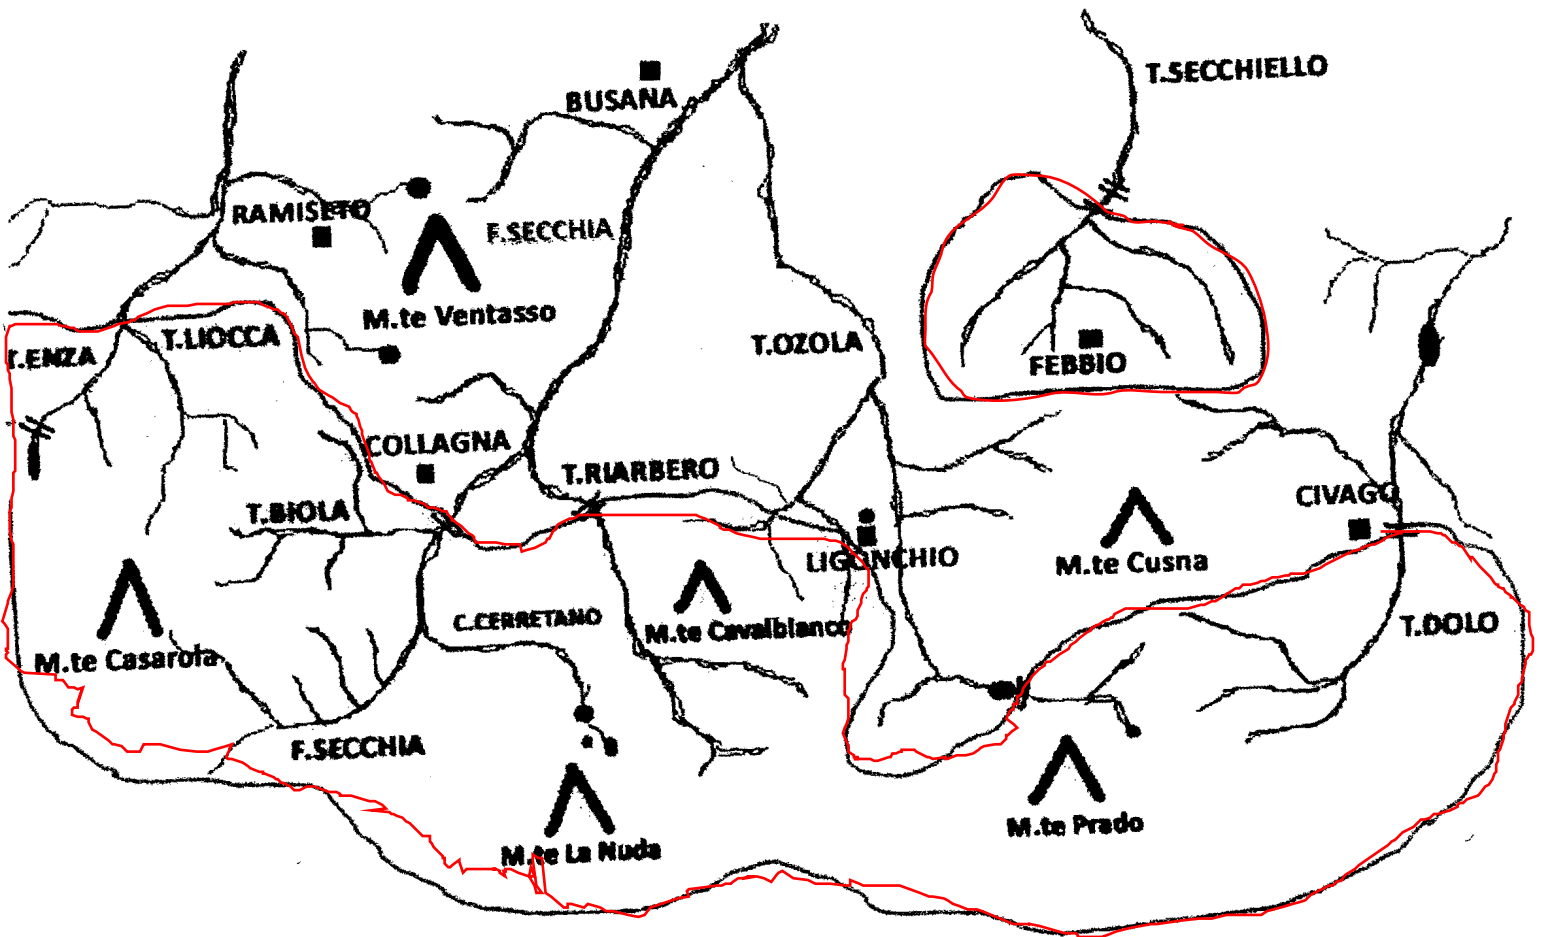 T.SECCHIELLO
BUSANA
RAMISETO
F.SECCHIA
M.te Ventasso
T.LIOCCA
T.OZOLA
T.ENZA
FEBBIO
COLLAGNA
T.RIARBERO
CIVAGO
T.BIOLA
LIGONCHIO
M.te Cusna
C.CERRETANO
M.te Cavalbianco
T.DOLO
M.te Casarola
F.SECCHIA
M.te Prado
M.te La Nuda